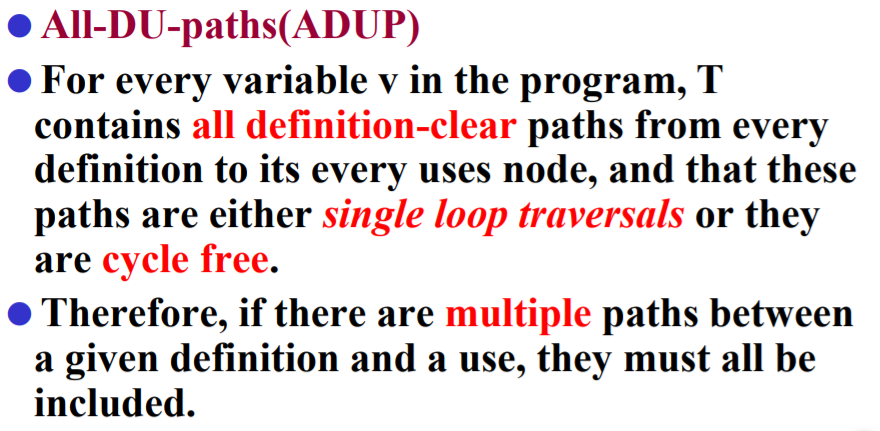 ● All-DU-paths(ADUP)
● For every variable v in the program, T
contains all definition-clear paths from every
definition to its every uses node, and that these
paths are either single loop traversals or they
are cycle free.
● Therefore, if there are multiple paths between
a given definition and a use, they must all be
included.